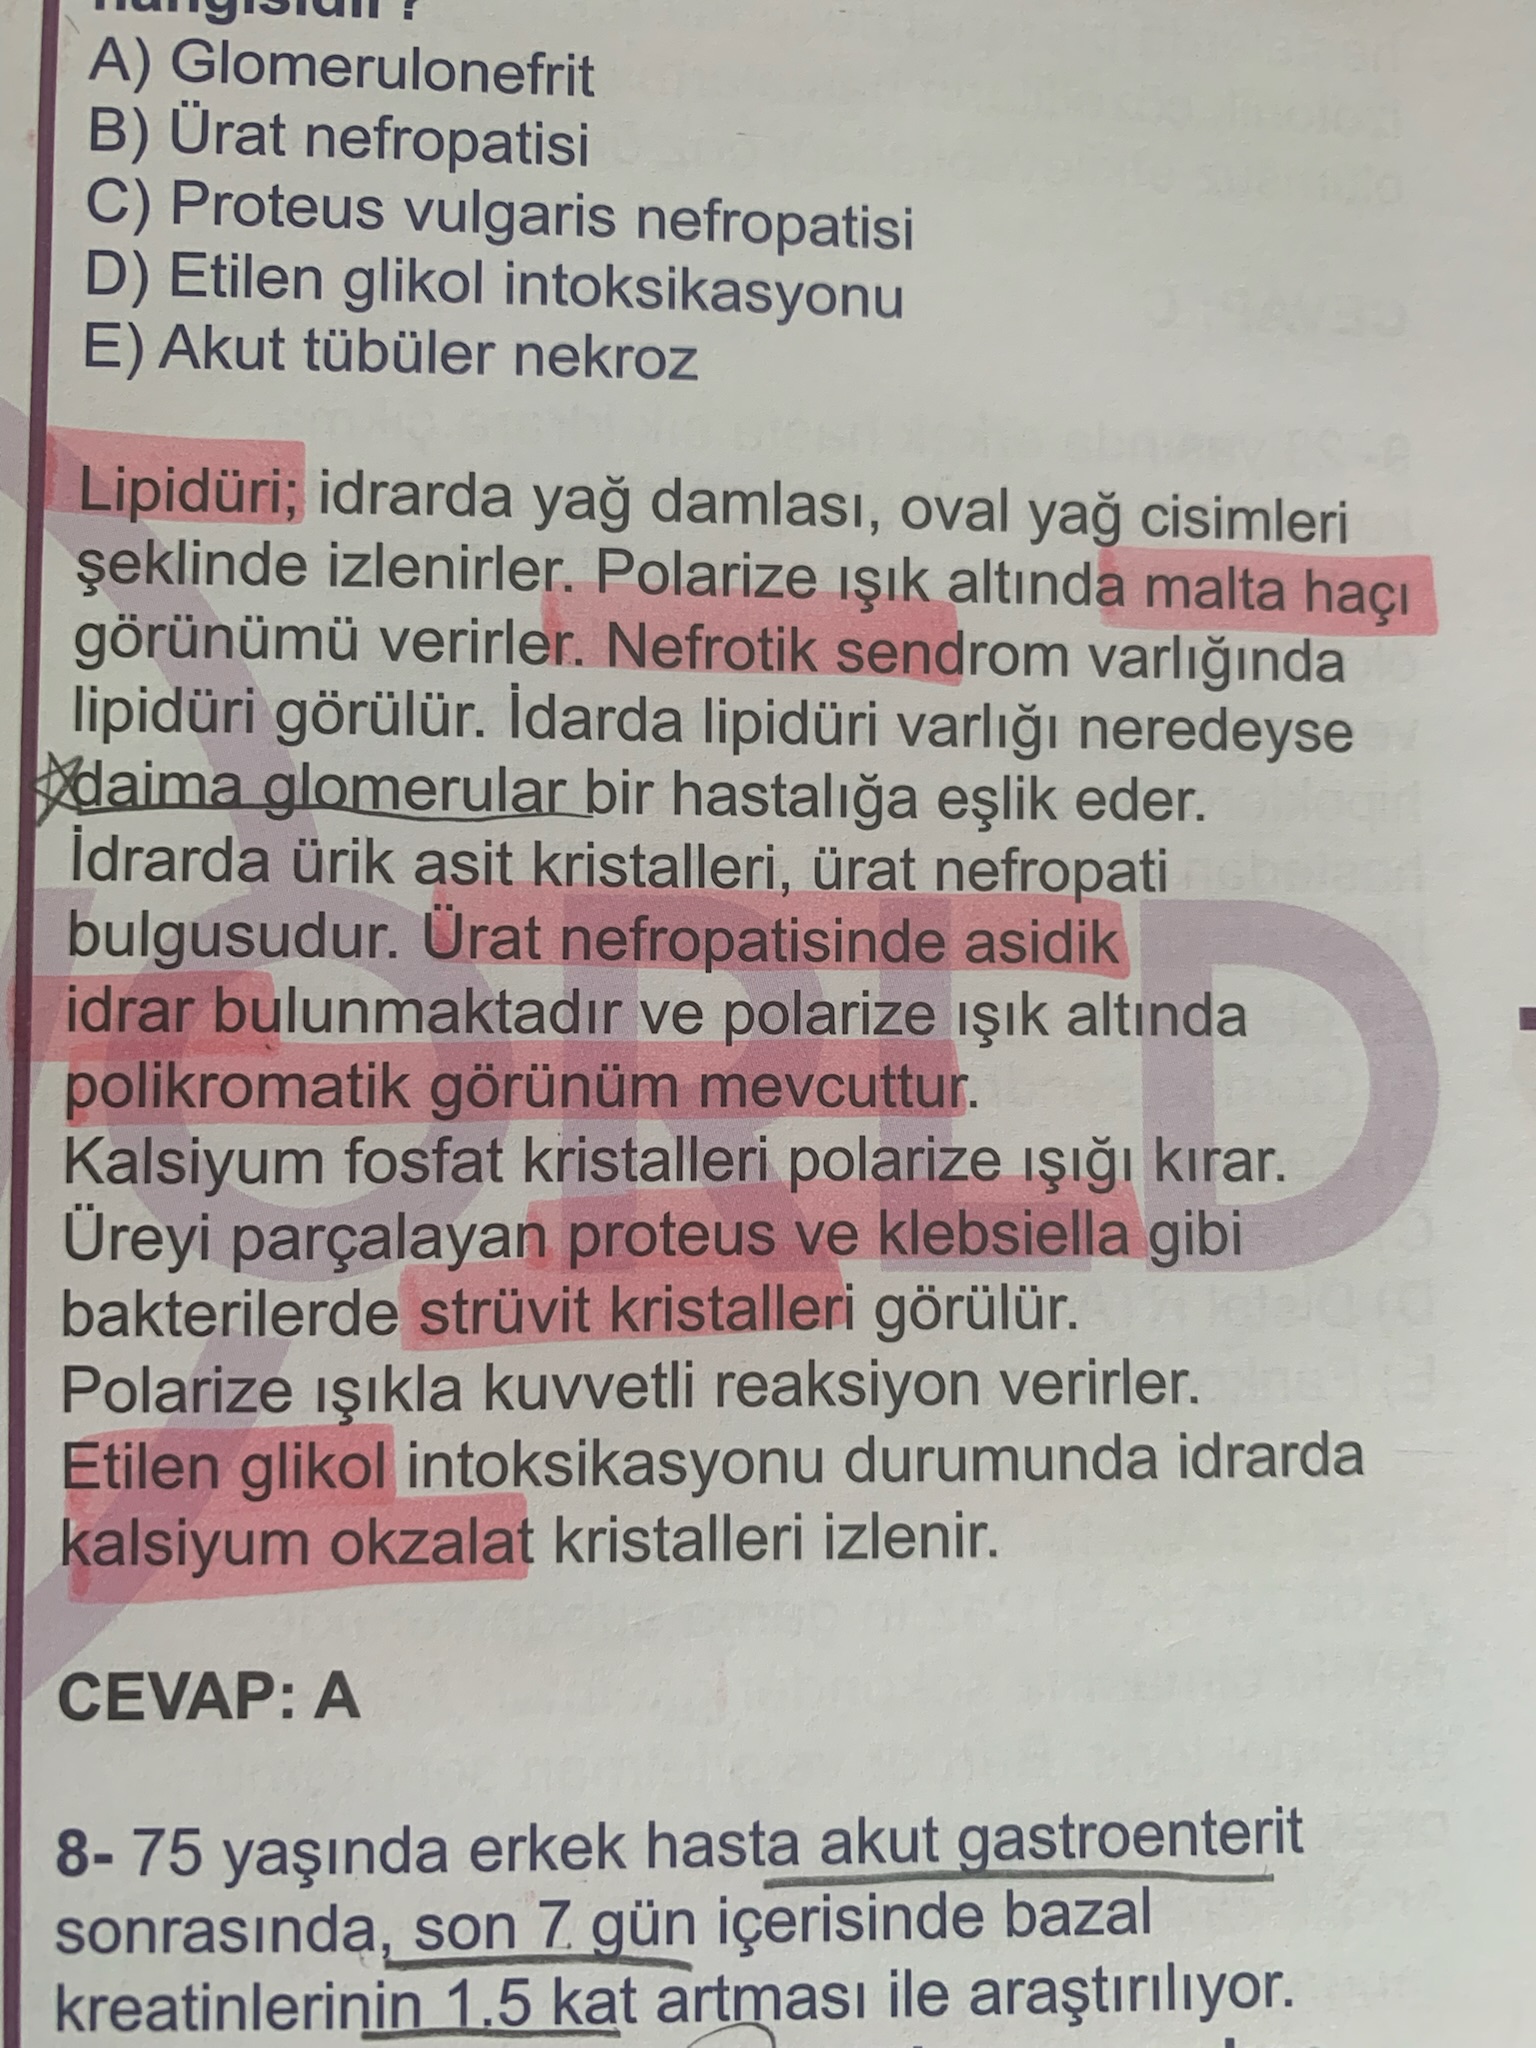 hangisidir?
A) Glomerulonefrit
B) Ürat nefropatisi
C) Proteus vulgaris nefropatisi
D) Etilen glikol intoksikasyonu
E) Akut tübüler nekroz
Lipidüri; idrarda yağ damlası, oval yağ cisimleri
şeklinde izlenirler. Polarize ışık altında malta haçı
görünümü verirler. Nefrotik sendrom varlığında
lipidüri görülür. İdarda lipidüri varlığı neredeyse
daima glomerular bir hastalığa eşlik eder.
İdrarda ürik asit kristalleri, ürat nefropati
bulgusudur. Ürat nefropatisinde asidik
idrar bulunmaktadır ve polarize ışık altında
polikromatik görünüm mevcuttur.
Kalsiyum fosfat kristalleri polarize ışığı kırar.
Üreyi parçalayan proteus ve klebsiella gibi
bakterilerde strüvit kristalleri görülür.
Polarize ışıkla kuvvetli reaksiyon verirler.
Etilen glikol intoksikasyonu durumunda idrarda
kalsiyum okzalat kristalleri izlenir.
CEVAP: A
8- 75 yaşında erkek hasta akut gastroenterit
sonrasında, son 7 gün içerisinde bazal
kreatinlerinin 1.5 kat artması ile araştırılıyor.